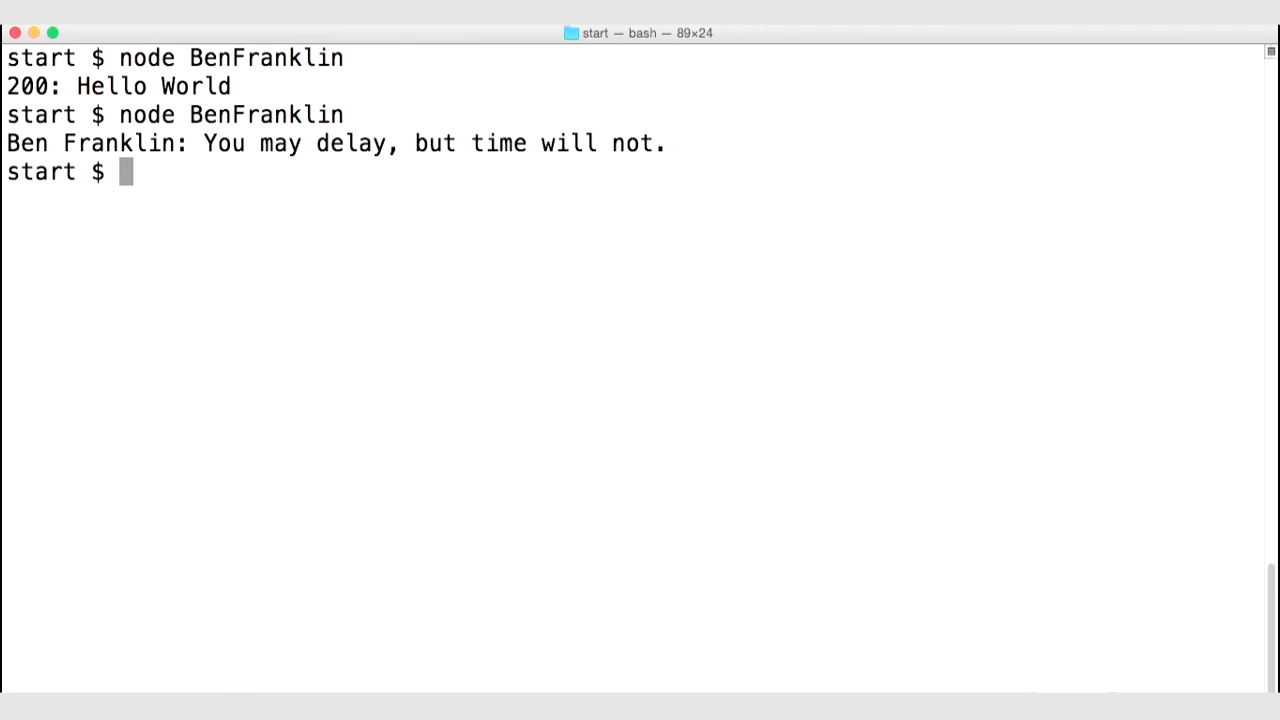 start — bash — 89×24
start $ node BenFranklin
200: Hello World
start $ node BenFranklin
Ben Franklin: You may delay, but time will not.
start $